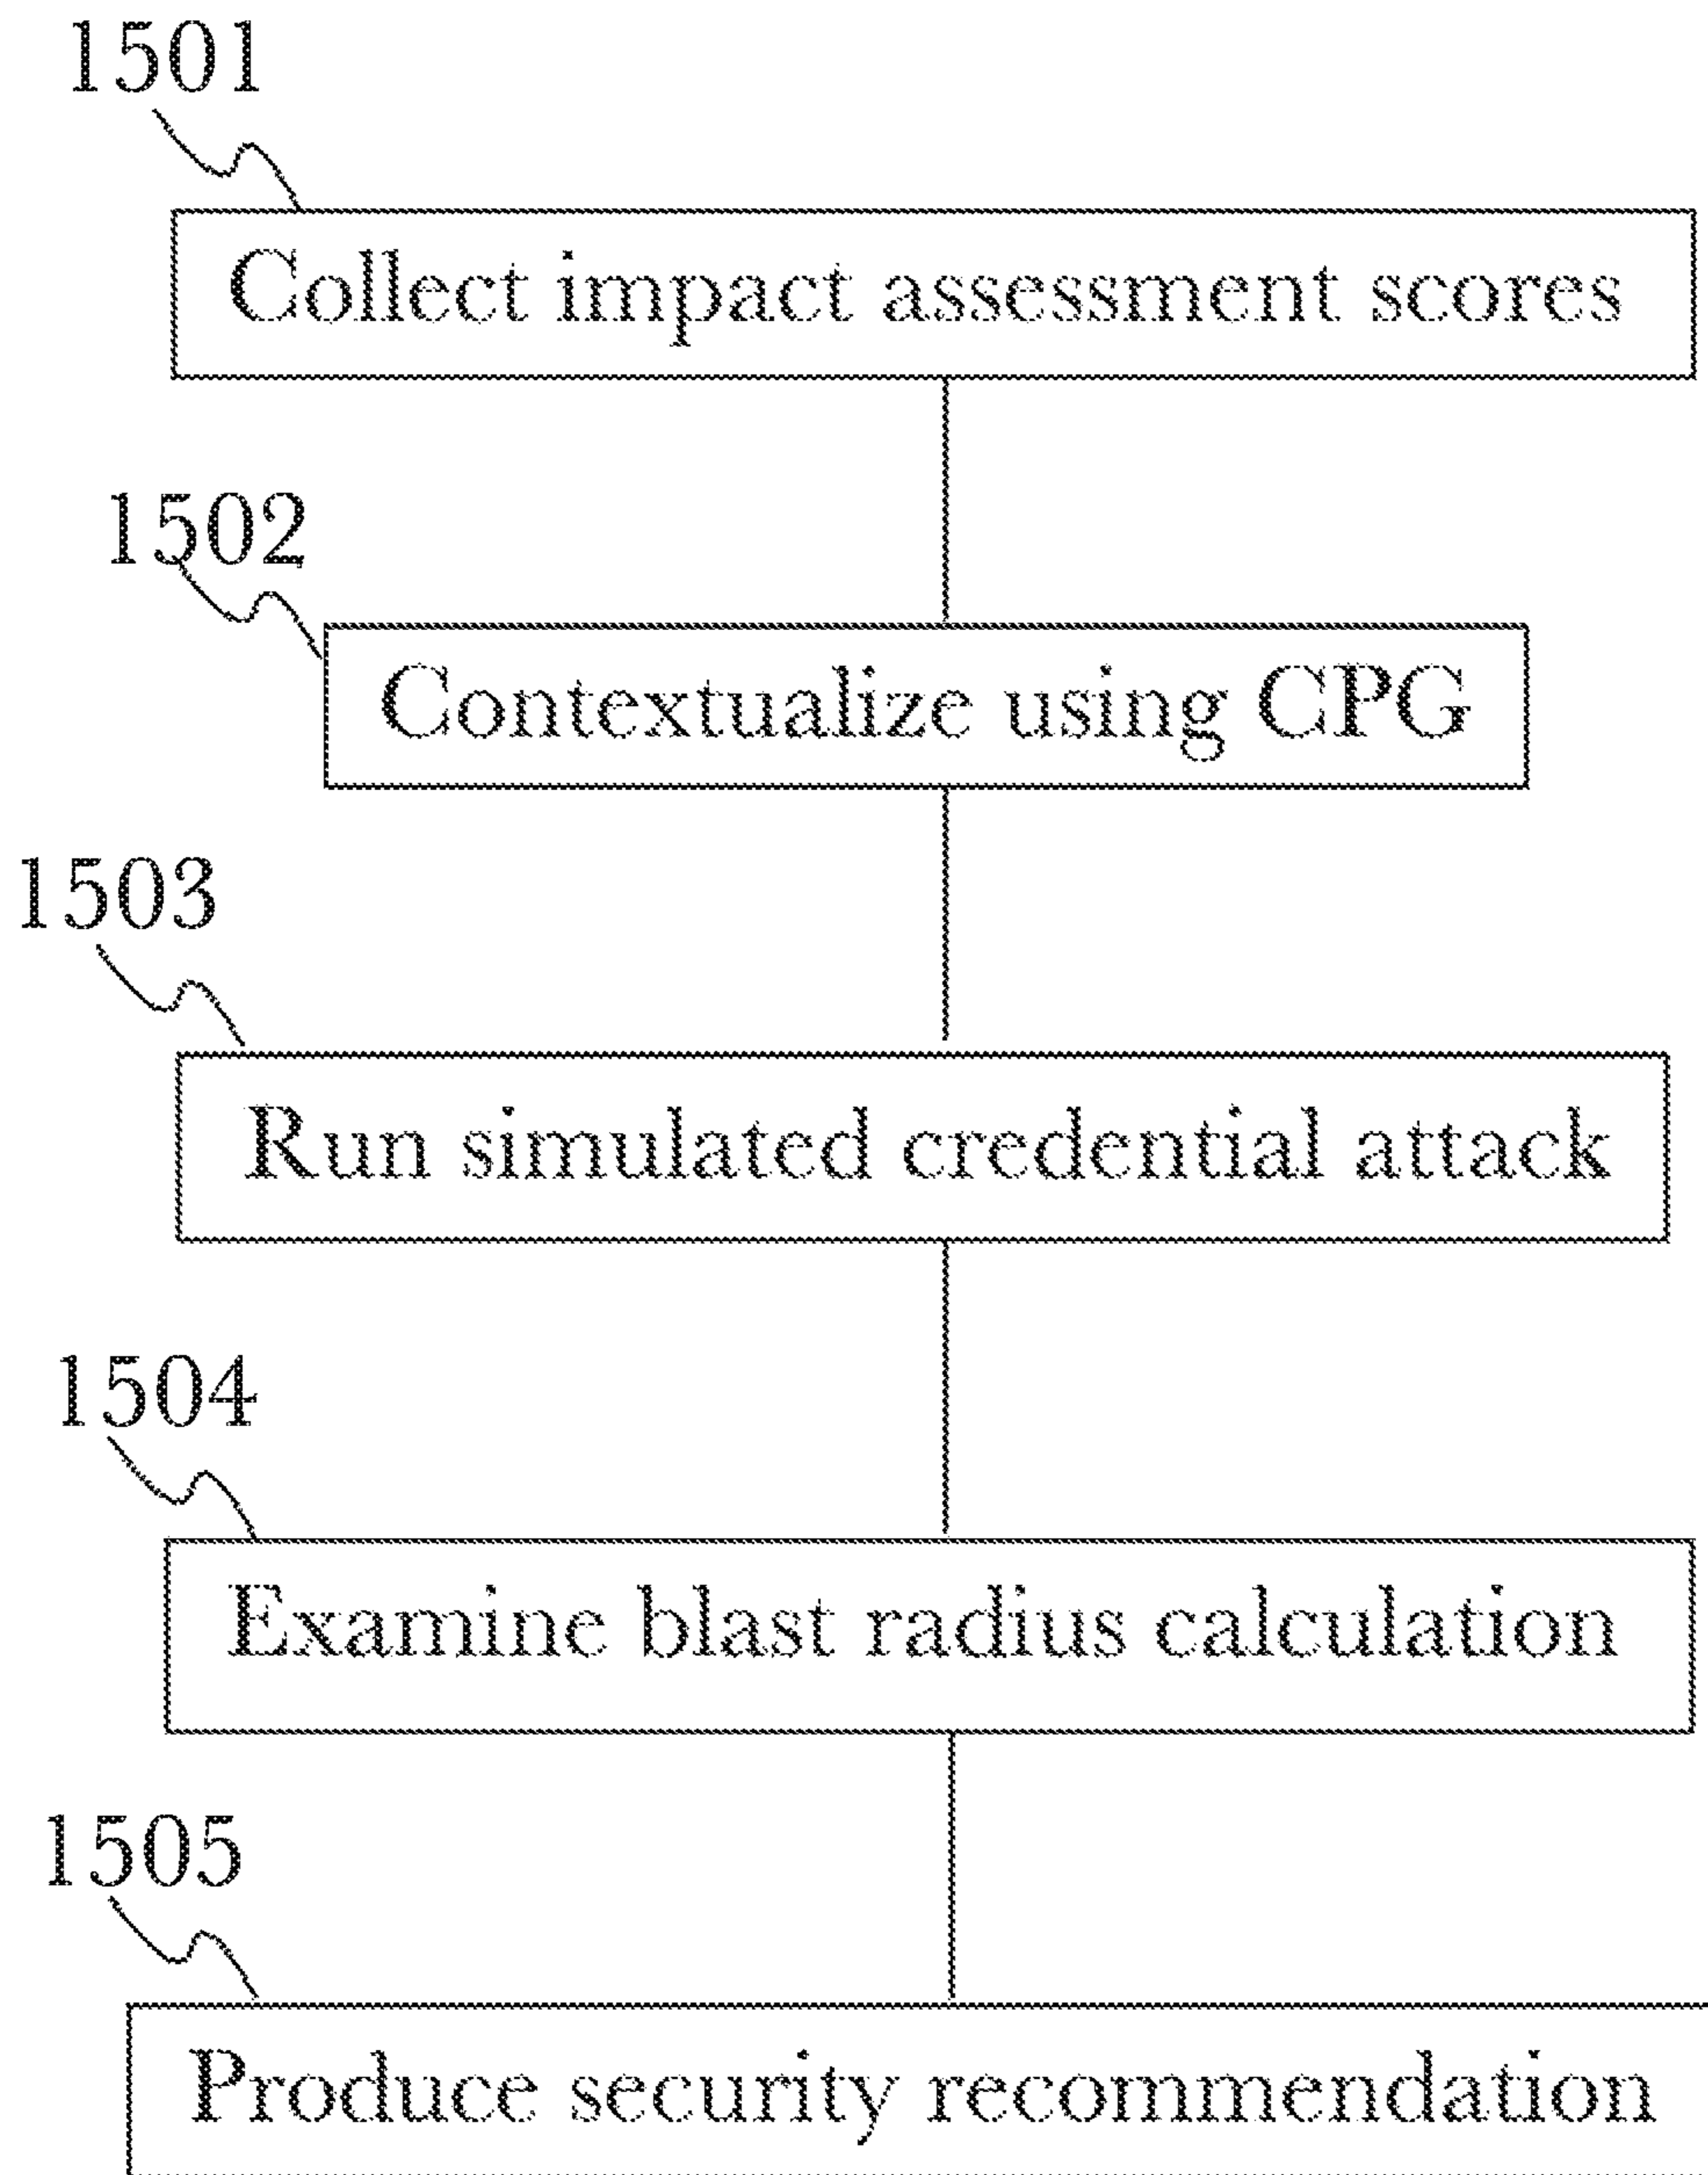 1501
Collect impact assessment scores
1502
Contextualize using CPG
1503
Run simulated credential attack
1504
Examine blast radius calculation
1505
Produce security recommendation